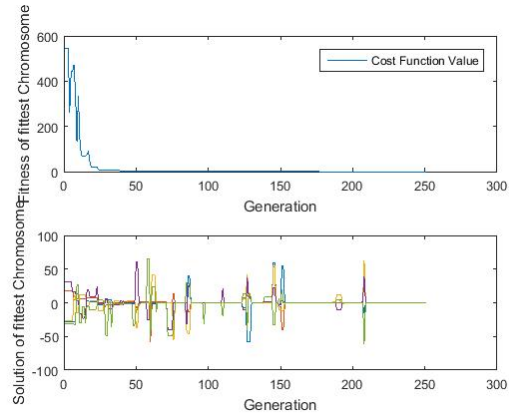 600
400
200
0
Cost Function Value
0 50 100 150 200 250 300
Generation
Fitness of fittest Chromosome
100
50
0
-50
-100
0 50 100 150 200 250 300
Generation
Solution of fittest Chromosome